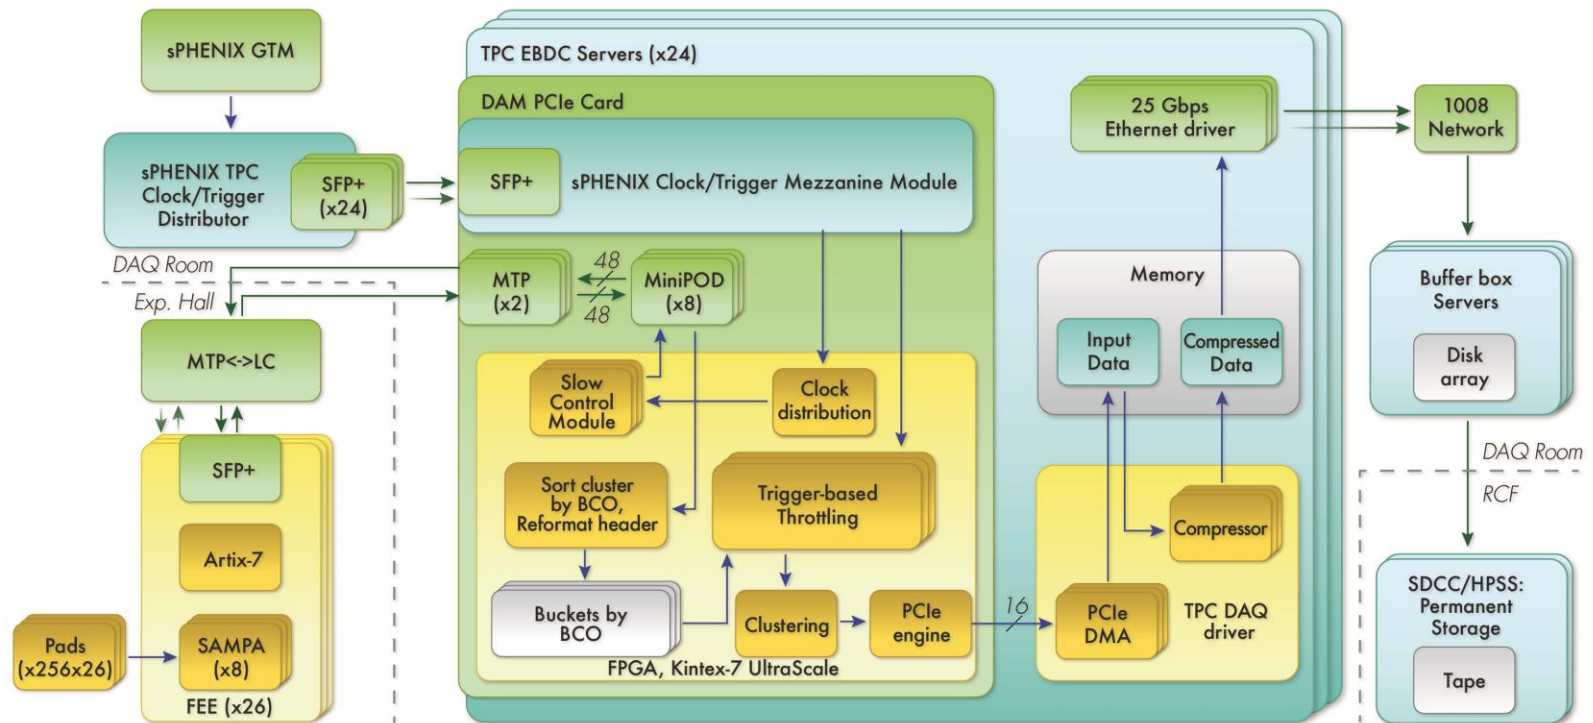 sPHENIX GTM
sPHENIX TPC
Clock/Trigger
Distributor
SFP+
(x24)
DAQ Room
Exp. Hall
MTP<->LC
SFP+
Artix-7
Pads
(x256x26)
SAMPA
(x8)
FEE (x26)
TPC EBDC Servers (x24)
DAM PCIe Card
SFP+
sPHENIX Clock/Trigger Mezzanine Module
MTP
(x2)
48
48
MiniPOD
(x8)
Slow
Control
Module
Clock
distribution
Sort cluster
by BCO,
Reformat header
Trigger-based
Throttling
Buckets by
BCO
Clustering
PCIe
engine
FPGA, Kintex-7 UltraScale
16
25 Gbps
Ethernet driver
Memory
Input
Data
Compressed
Data
Compressor
PCIe
DMA
TPC DAQ
driver
1008
Network
Buffer box
Servers
Disk
array
DAQ Room
RCF
SDCC/HPSS:
Permanent
Storage
Tape